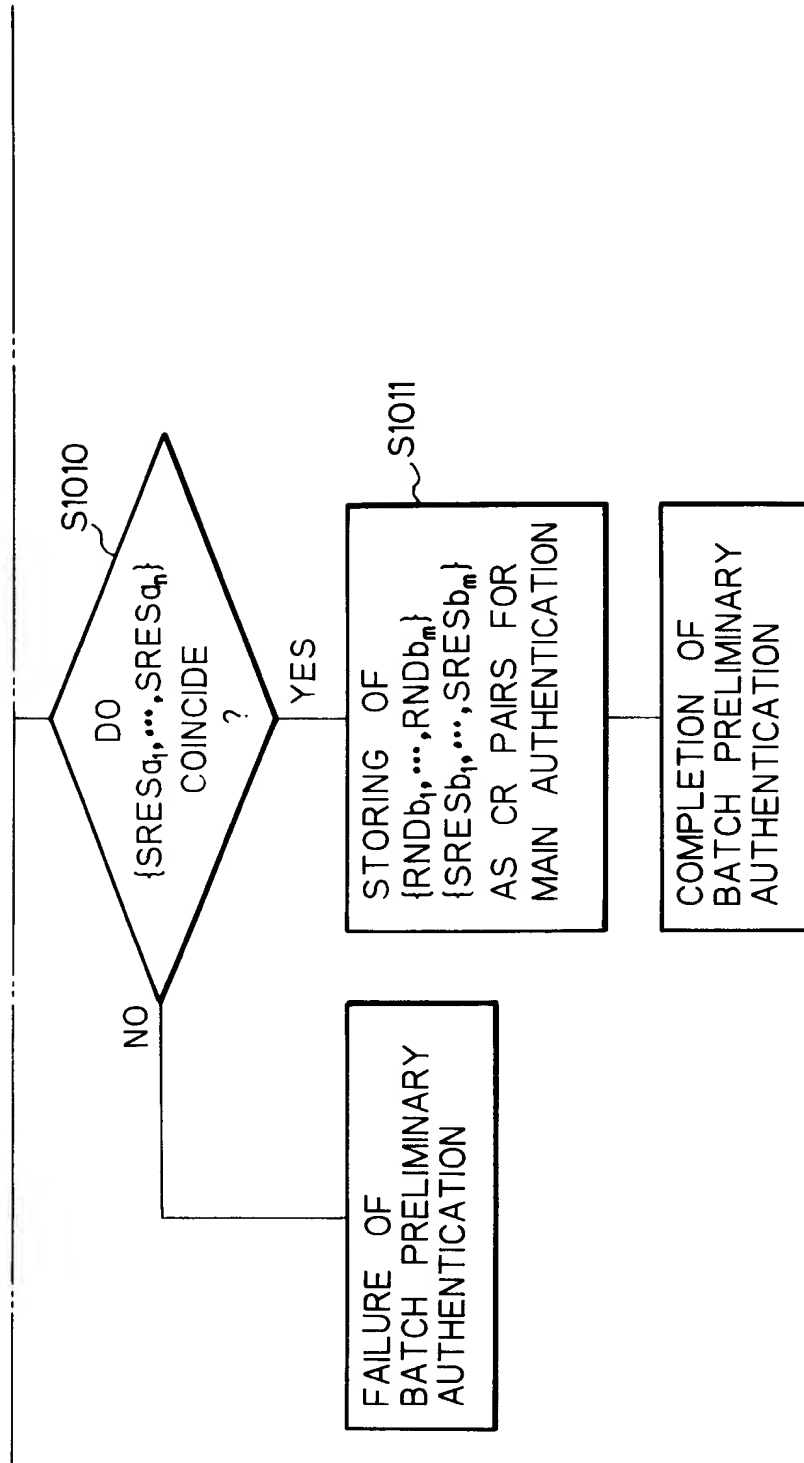 S1010
DO
{SRESa₁,···,SRESaₙ}
COINCIDE
?
NO
YES
S1011
STORING OF
{RNDb₁,···,RNDbₘ}
{SRESb₁,···,SRESbₘ}
AS CR PAIRS FOR
MAIN AUTHENTICATION
FAILURE OF
BATCH PRELIMINARY
AUTHENTICATION
COMPLETION OF
BATCH PRELIMINARY
AUTHENTICATION